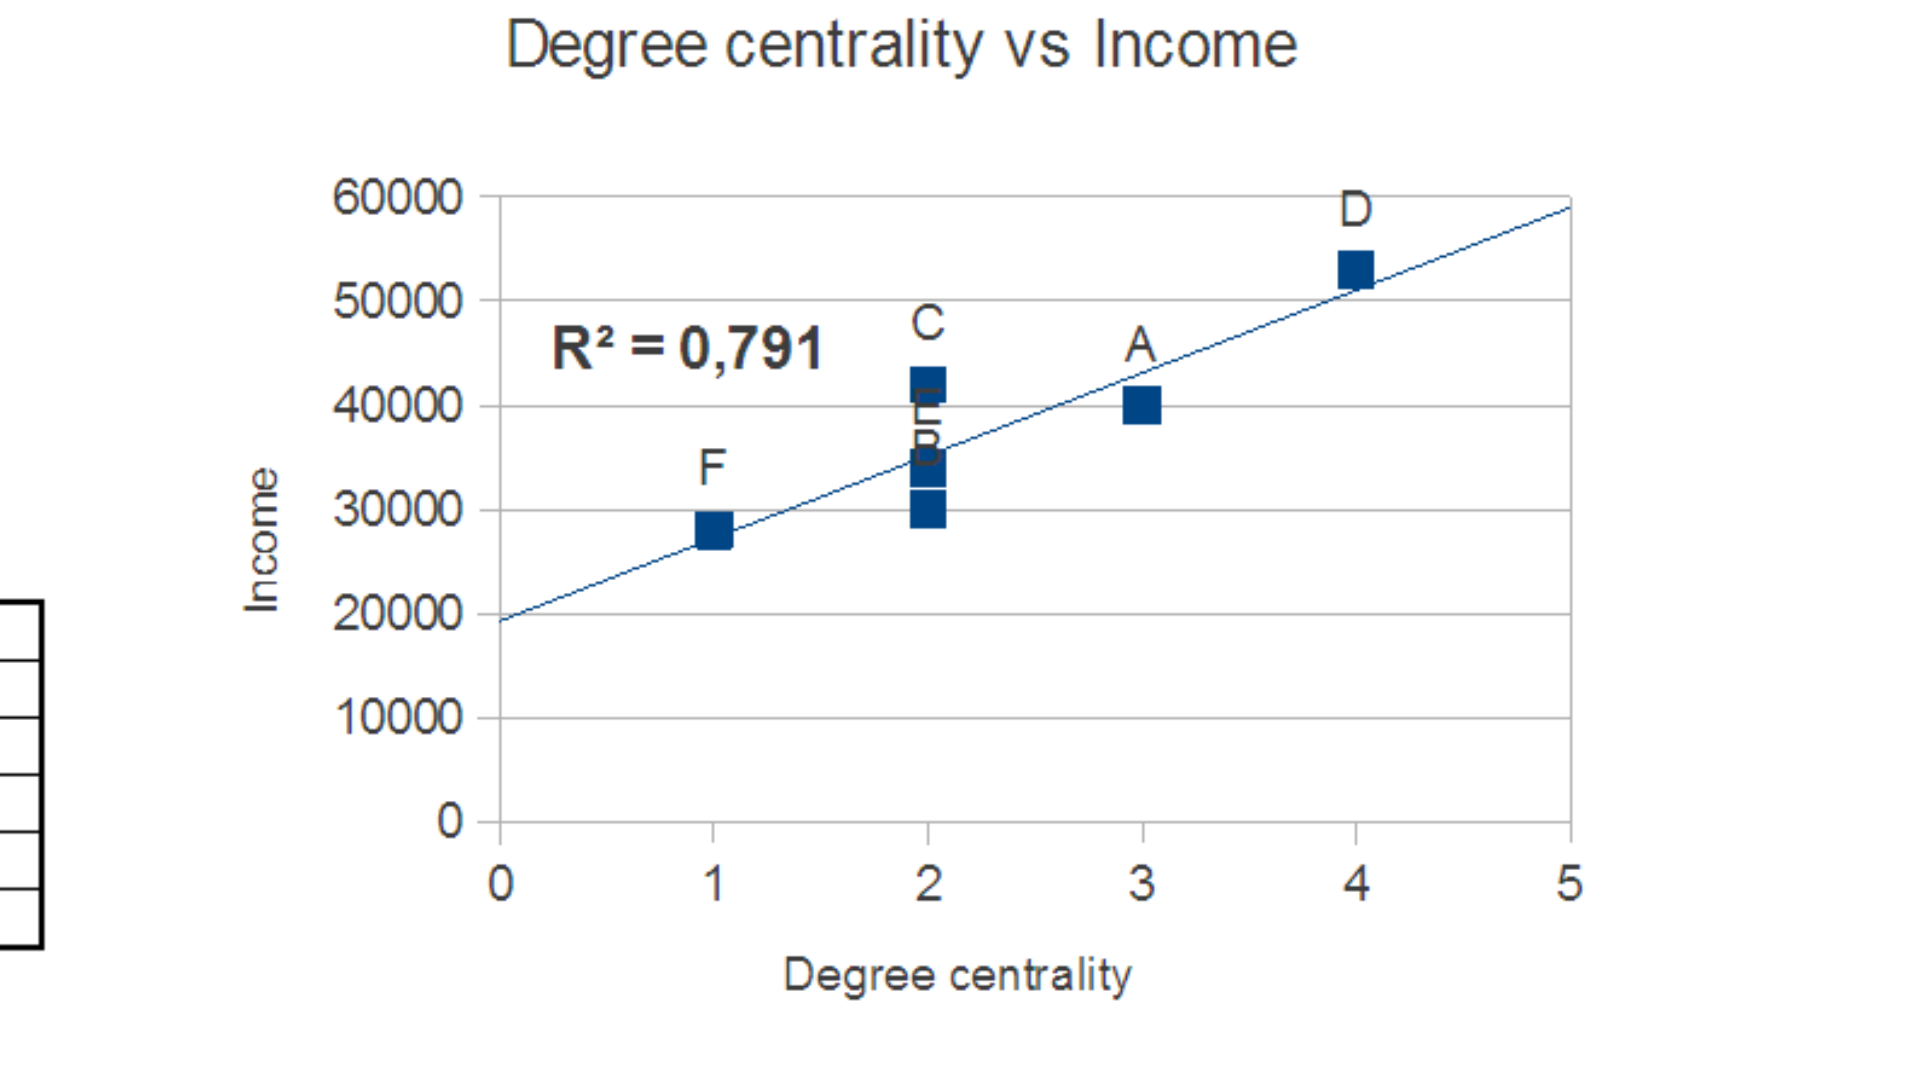 Degree centrality vs Income
60000
50000
40000
30000
20000
10000
0
R² = 0,791
D
C
A
E
B
F
Income
0 1 2 3 4 5
Degree centrality